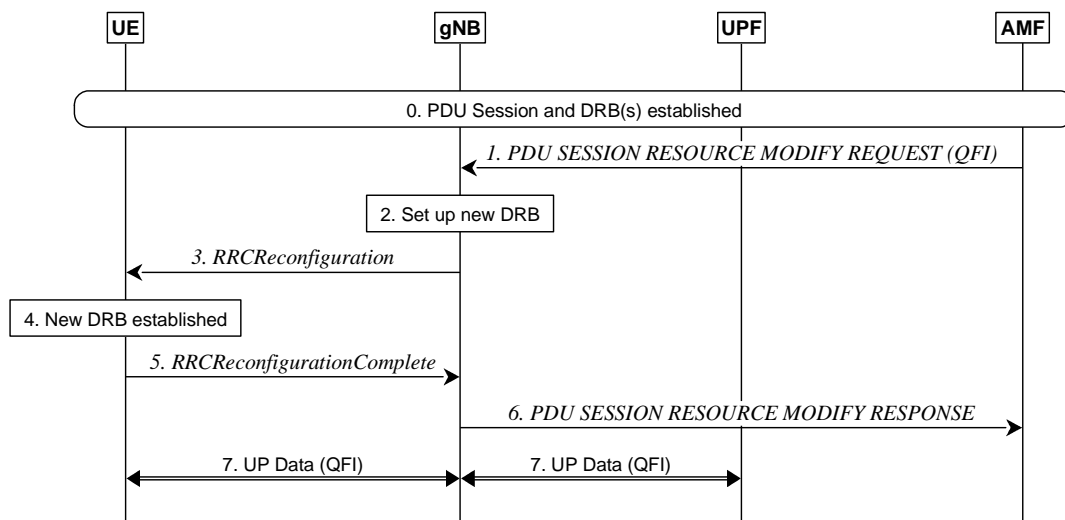 UE gNB UPF AMF
0. PDU Session and DRB(s) established
1. PDU SESSION RESOURCE MODIFY REQUEST (QFI)
2. Set up new DRB
3. RRCReconfiguration
4. New DRB established
5. RRCReconfigurationComplete
6. PDU SESSION RESOURCE MODIFY RESPONSE
7. UP Data (QFI) 7. UP Data (QFI)